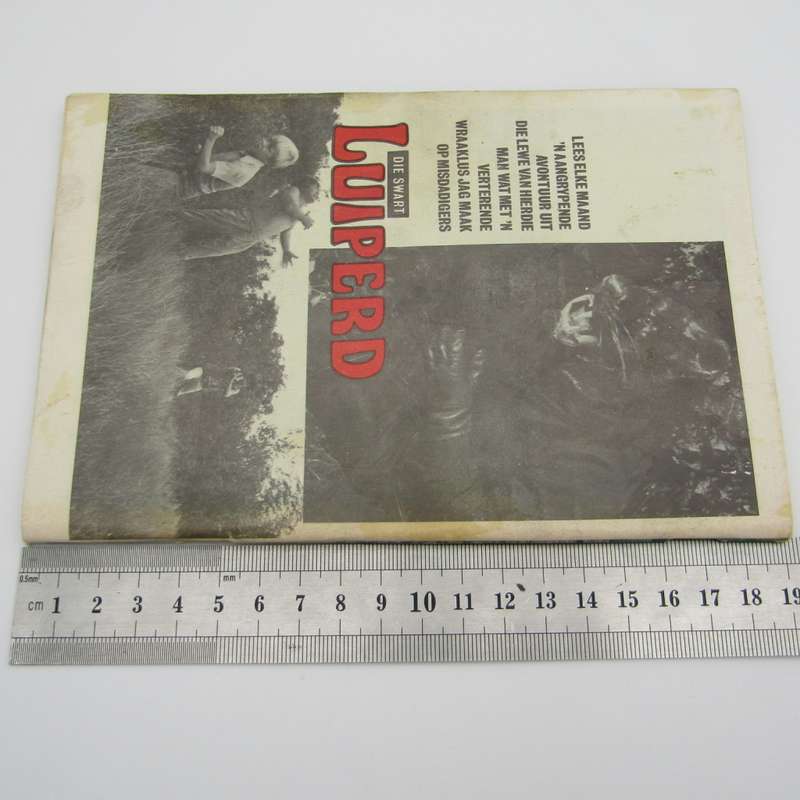 LEES ELKE MAAND
'N AANGRYPENDE
AVONTUUR UIT
DIE LEWE VAN HIERDIE
MAN WAT MET 'N
VERTERENDE
WRAAKLUS JAG MAAK
OP MISDADIGERS
DIE SWART
LUIPERD
0.5mm mm
cm 1 2 3 4 5 6 7 8 9 10 11 12 13 14 15 16 17 18 19